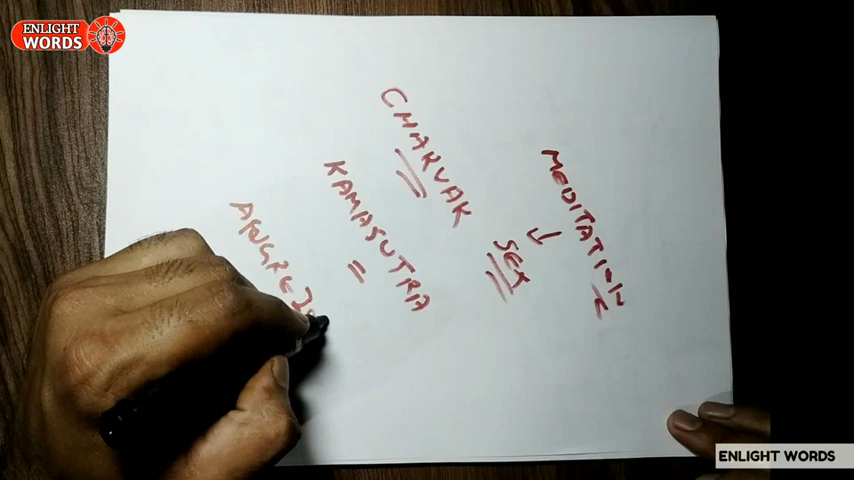 ENLIGHT
WORDS
MEDITATION
↓
SEX
CHARVAK
KAMASUTRA
ENLIGHT WORDS